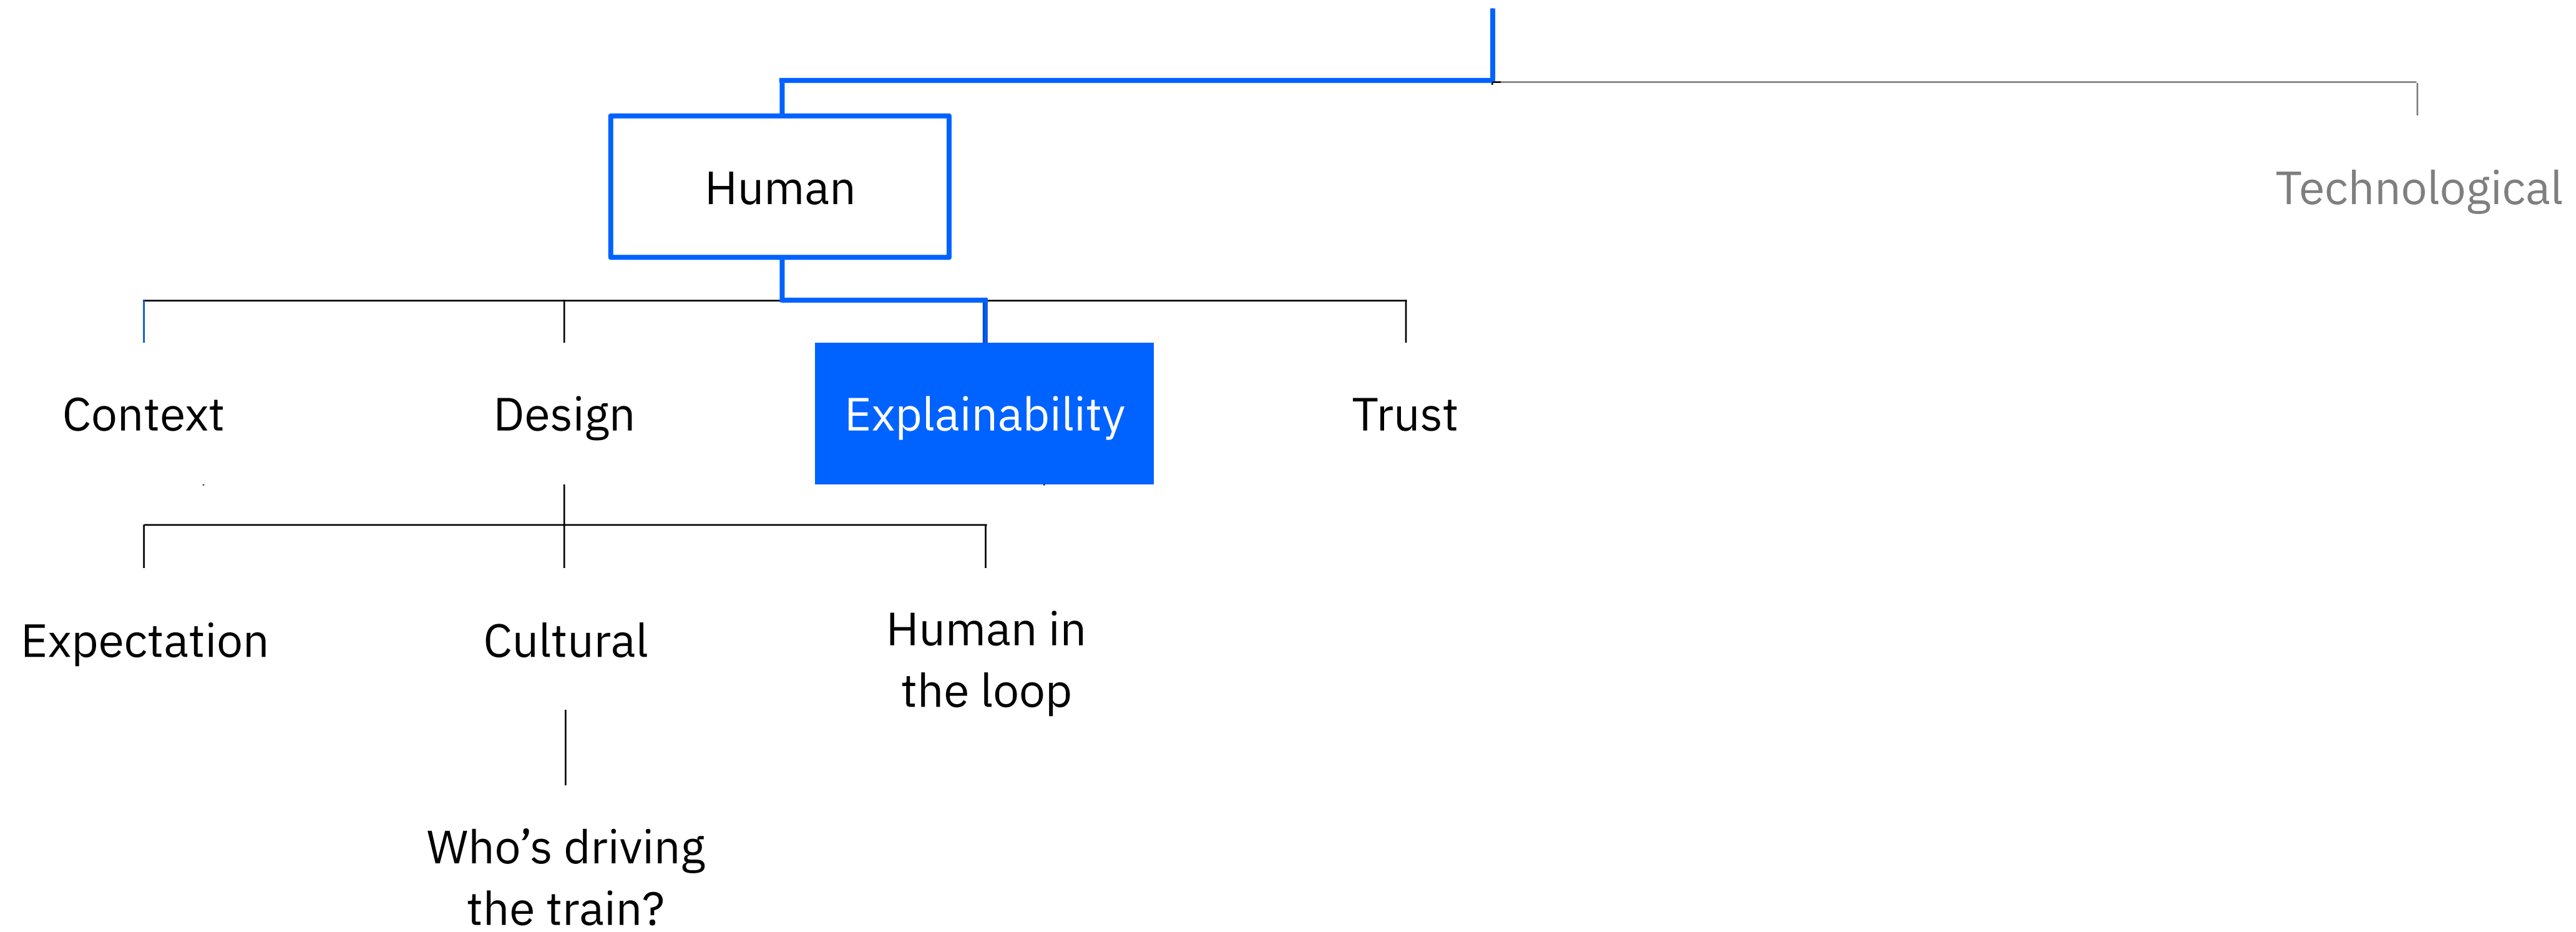 Human
Technological
Context
Design
Explainability
Trust
Expectation
Cultural
Human in
the loop
Who’s driving
the train?